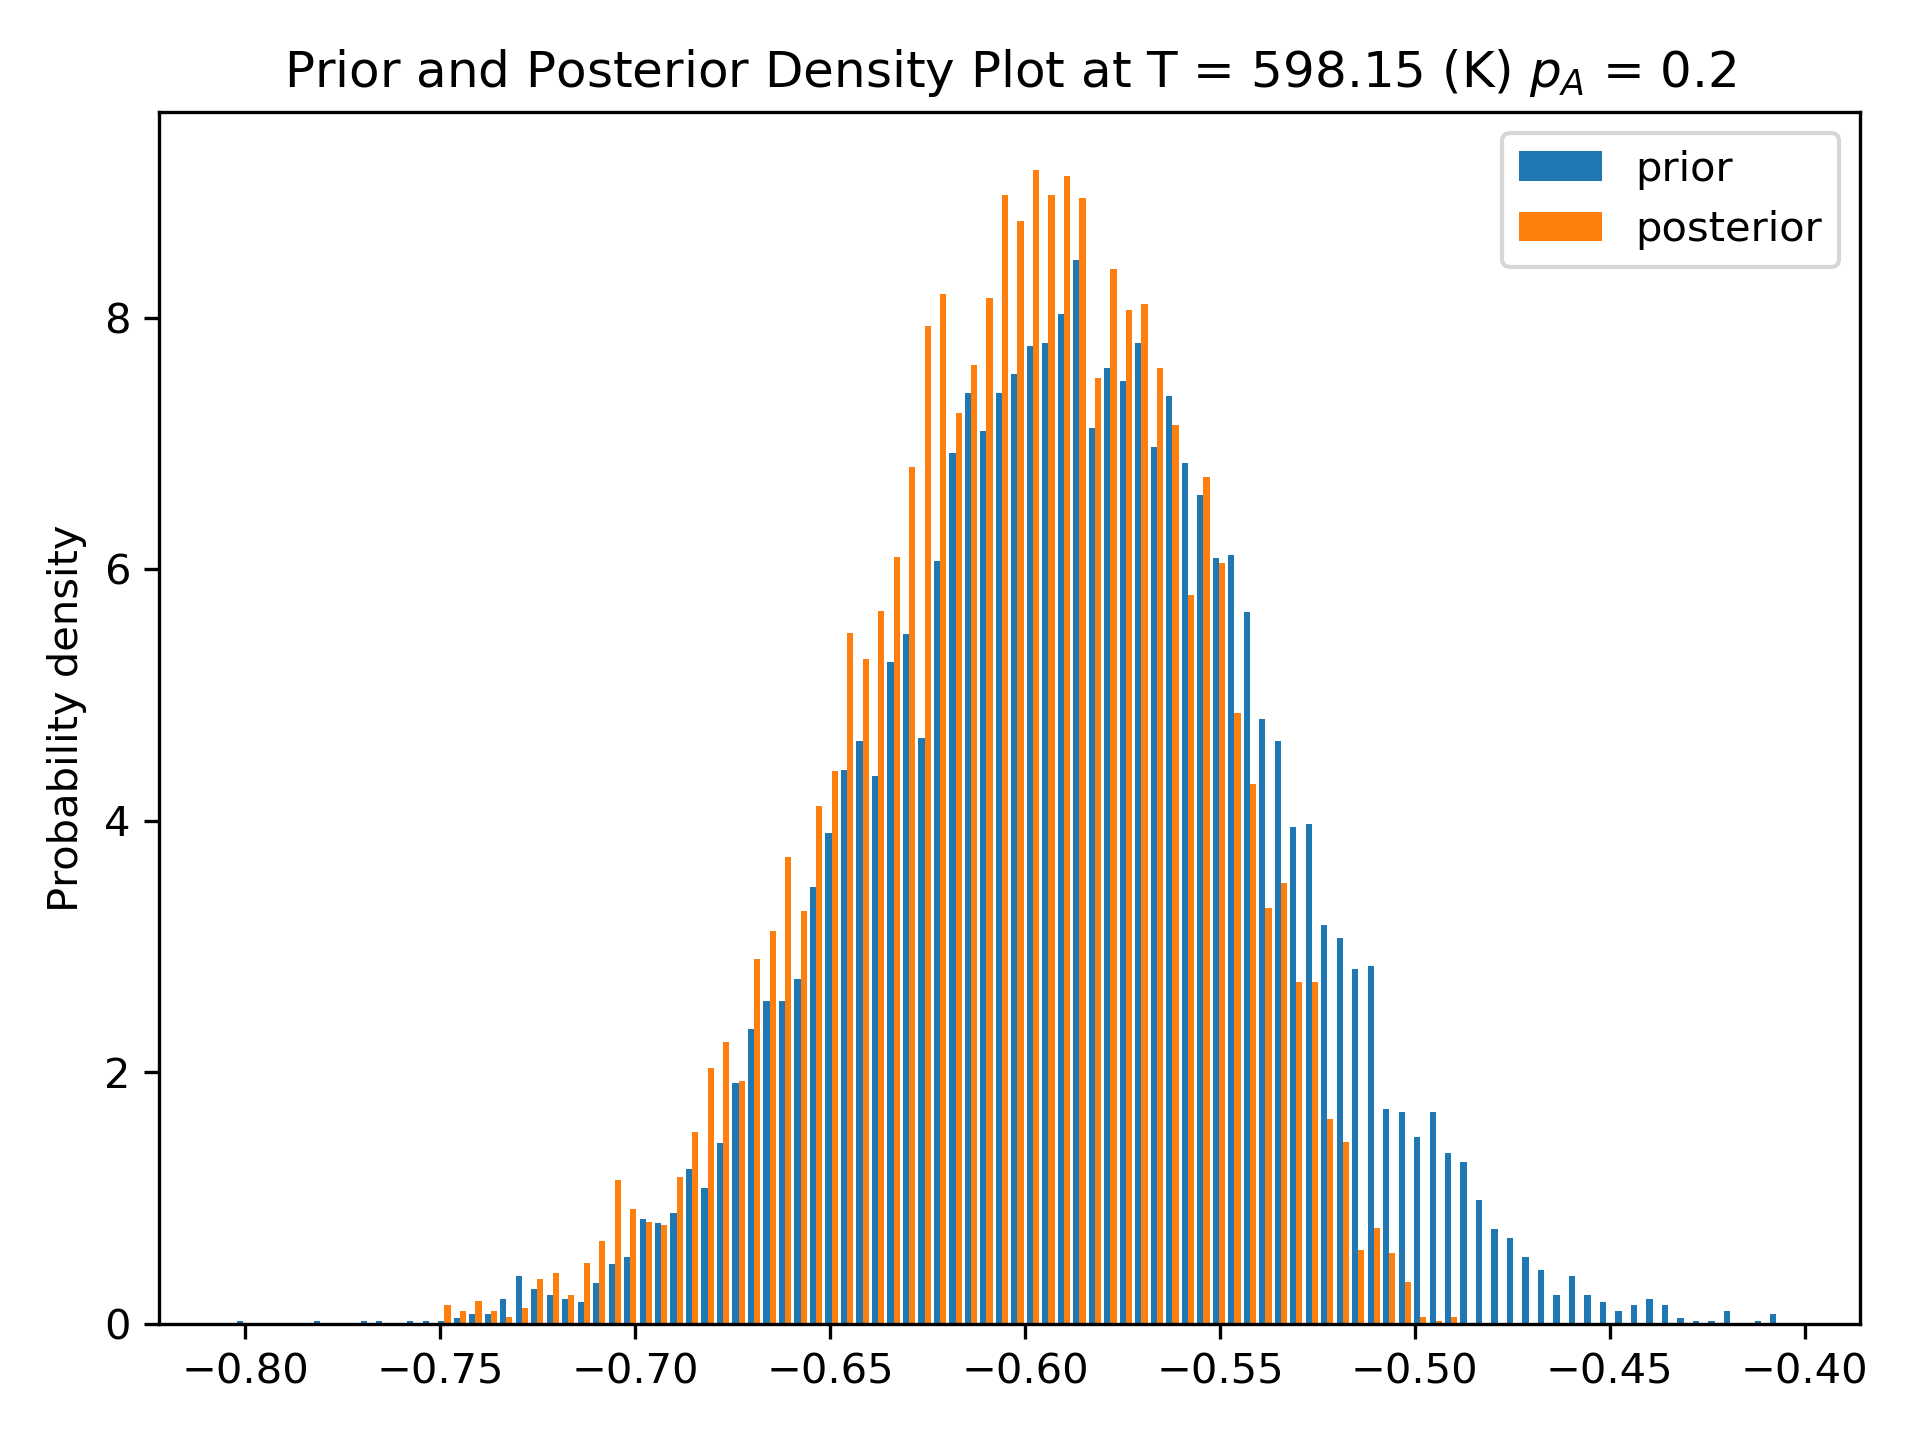 Prior and Posterior Density Plot at T = 598.15 (K) p_A = 0.2
prior
posterior
Probability density
8
6
4
2
0
−0.80 −0.75 −0.70 −0.65 −0.60 −0.55 −0.50 −0.45 −0.40